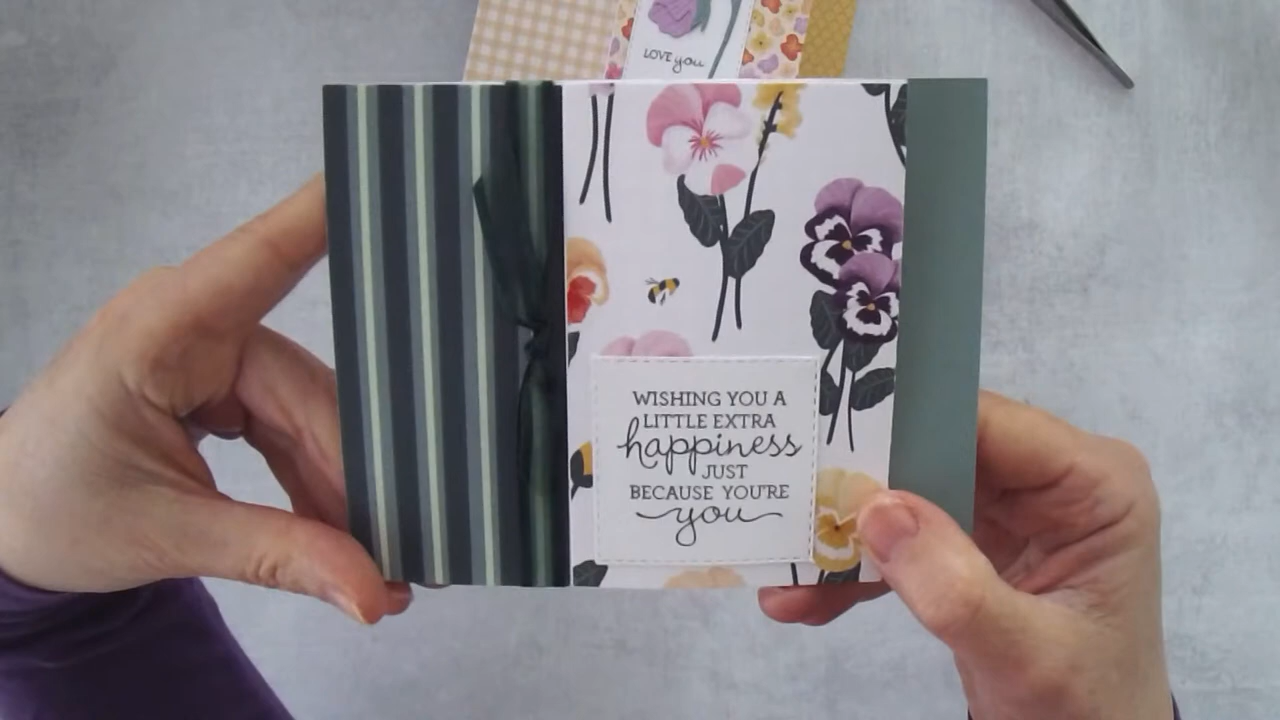 LOVE you
WISHING YOU A
LITTLE EXTRA
happiness
JUST
BECAUSE YOU'RE
you